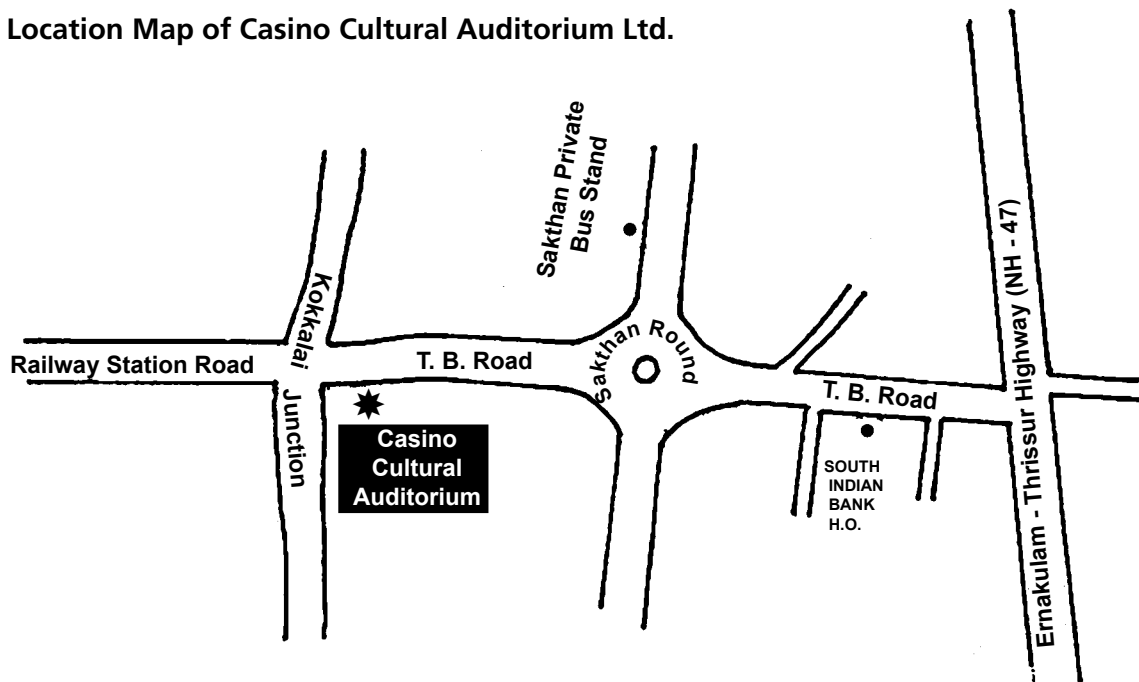 Location Map of Casino Cultural Auditorium Ltd.
Sakthan Private
Bus Stand
Kokkalai
Junction
Railway Station Road
T. B. Road
Sakthan Round
T. B. Road
Ernakulam - Thrissur Highway (NH - 47)
Casino
Cultural
Auditorium
SOUTH
INDIAN
BANK
H.O.